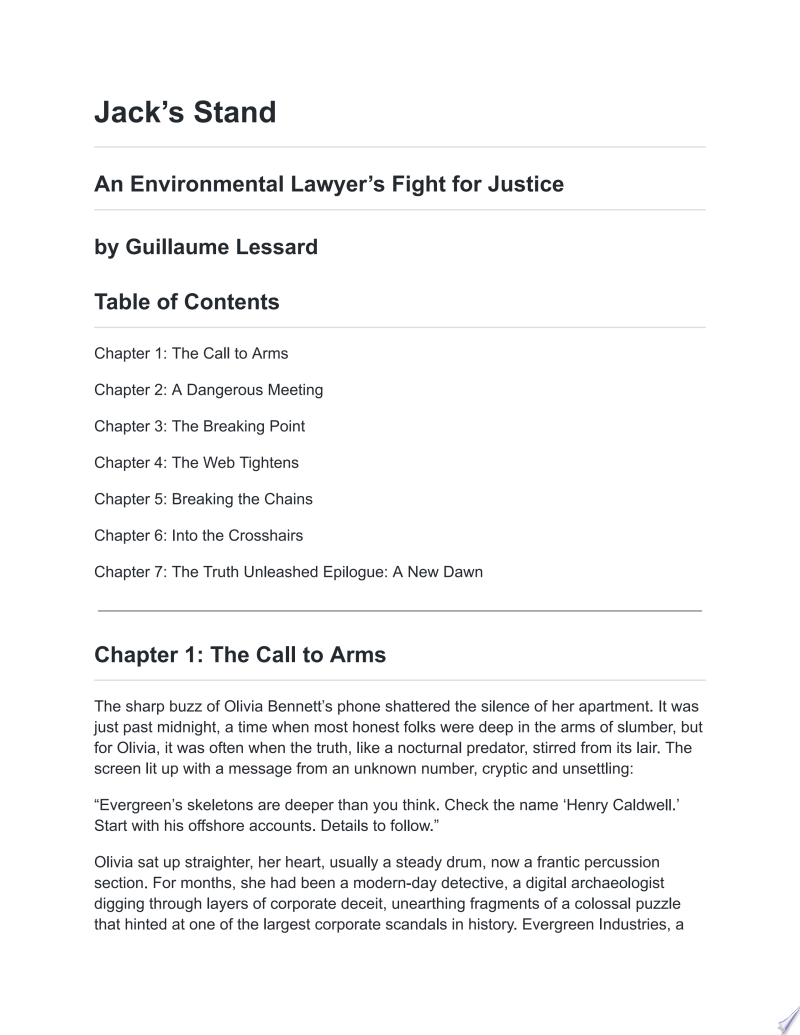 Jack’s Stand
An Environmental Lawyer’s Fight for Justice
by Guillaume Lessard
Table of Contents
Chapter 1: The Call to Arms
Chapter 2: A Dangerous Meeting
Chapter 3: The Breaking Point
Chapter 4: The Web Tightens
Chapter 5: Breaking the Chains
Chapter 6: Into the Crosshairs
Chapter 7: The Truth Unleashed Epilogue: A New Dawn
Chapter 1: The Call to Arms
The sharp buzz of Olivia Bennett’s phone shattered the silence of her apartment. It was
just past midnight, a time when most honest folks were deep in the arms of slumber, but
for Olivia, it was often when the truth, like a nocturnal predator, stirred from its lair. The
screen lit up with a message from an unknown number, cryptic and unsettling:
“Evergreen’s skeletons are deeper than you think. Check the name ‘Henry Caldwell.’
Start with his offshore accounts. Details to follow.”
Olivia sat up straighter, her heart, usually a steady drum, now a frantic percussion
section. For months, she had been a modern-day detective, a digital archaeologist
digging through layers of corporate deceit, unearthing fragments of a colossal puzzle
that hinted at one of the largest corporate scandals in history. Evergreen Industries, a